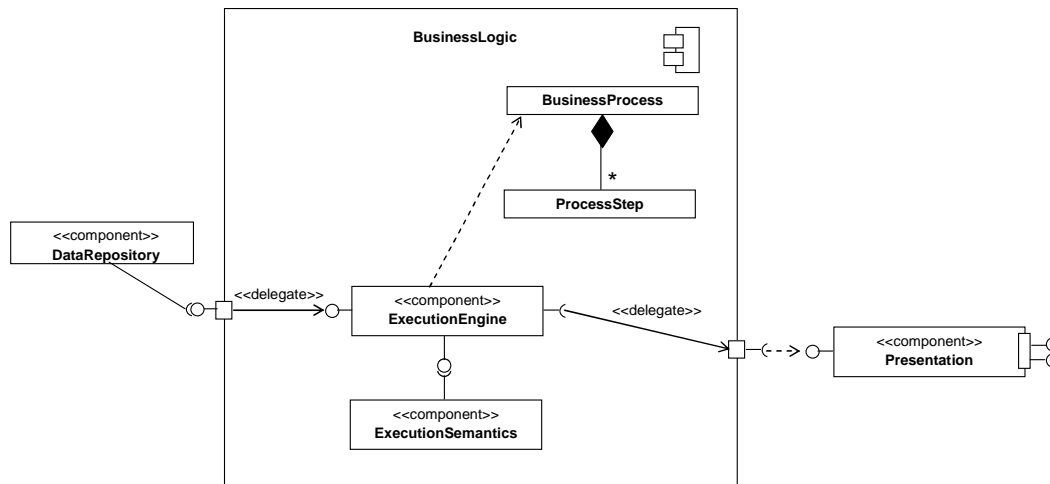 BusinessLogic
BusinessProcess
*
ProcessStep
<<component>>
DataRepository
<<delegate>>
<<component>>
ExecutionEngine
<<delegate>>
<<component>>
Presentation
<<component>>
ExecutionSemantics